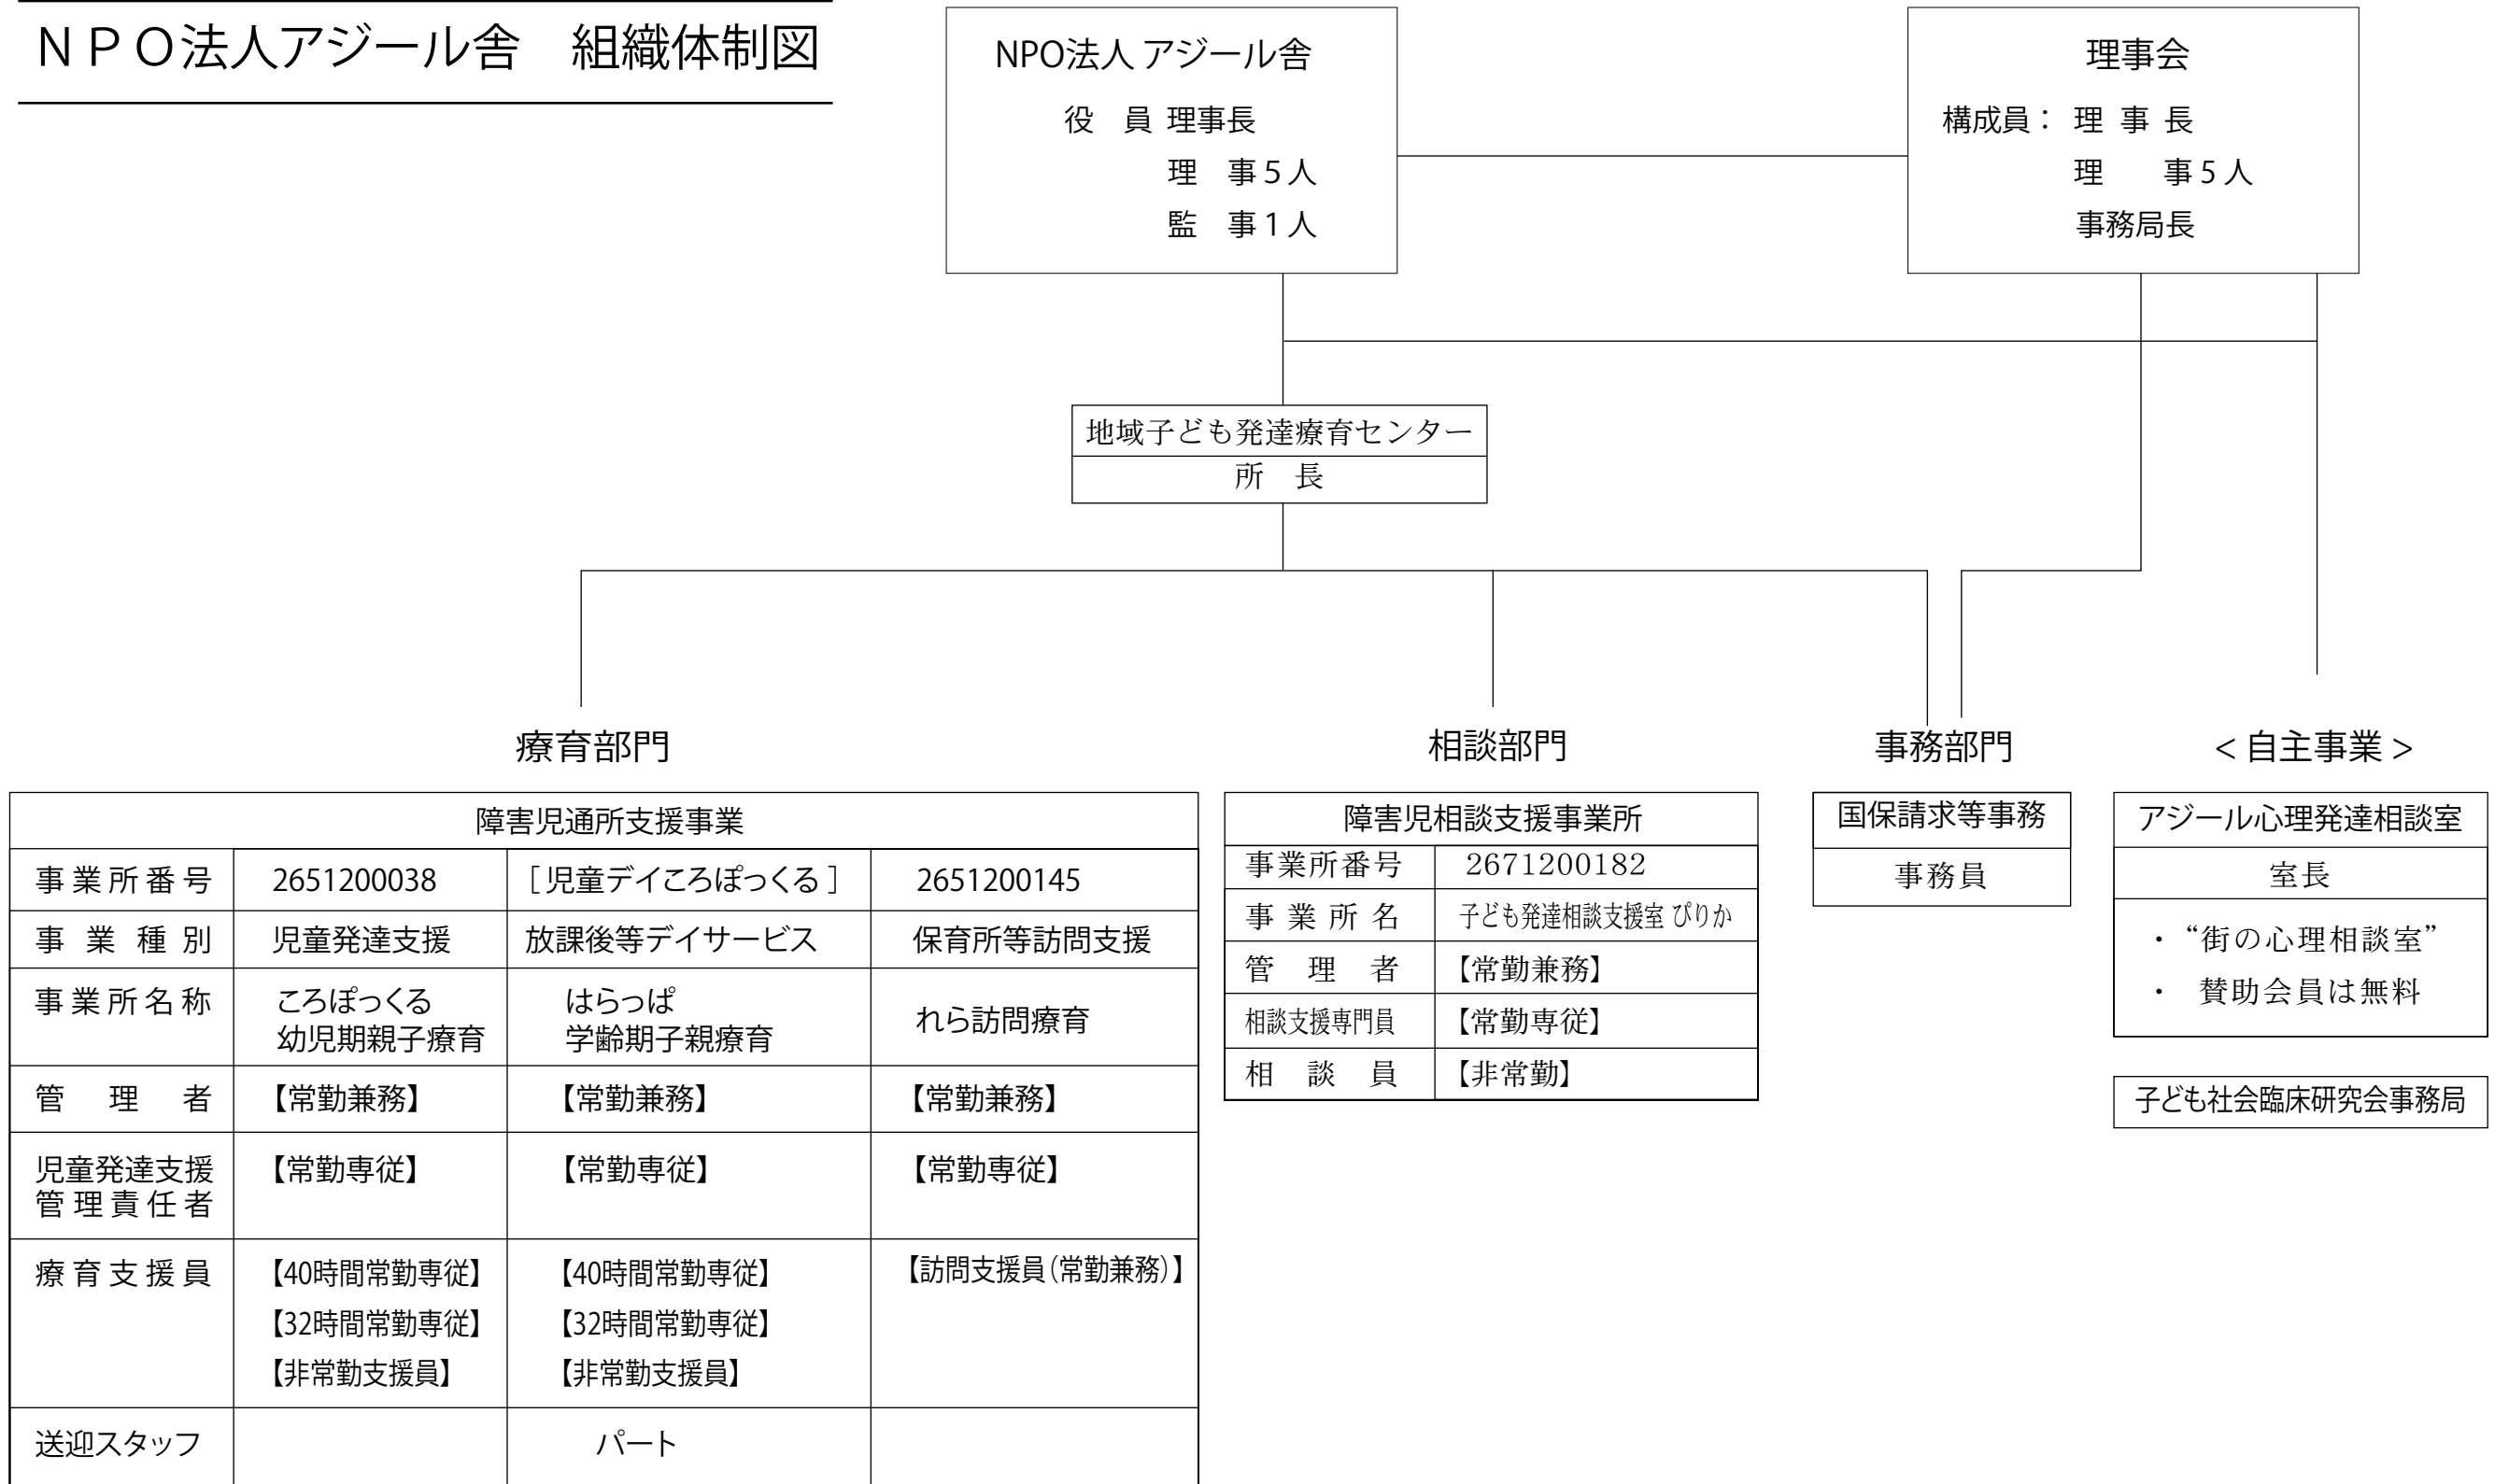 ＮＰＯ法人アジール舎　組織体制図
NPO法人 アジール舎
役　員 理事長
理　事５人
監　事１人
理事会
構成員： 理 事 長
理　　事５人
事務局長
地域子ども発達療育センター
所　長
療育部門
障害児通所支援事業
事業所番号 2651200038 ［児童デイころぽっくる］ 2651200145
事業種別 児童発達支援 放課後等デイサービス 保育所等訪問支援
事業所名称 ころぽっくる はらっぱ れら訪問療育
幼児期親子療育 学齢期子親療育
管理者 【常勤兼務】 【常勤兼務】 【常勤兼務】
児童発達支援 【常勤専従】 【常勤専従】 【常勤専従】
管理責任者
療育支援員 【40時間常勤専従】 【40時間常勤専従】 【訪問支援員（常勤兼務）】
【32時間常勤専従】 【32時間常勤専従】
【非常勤支援員】 【非常勤支援員】
送迎スタッフ パート
相談部門
障害児相談支援事業所
事業所番号 2671200182
事業所名 子ども発達相談支援室 ぴりか
管理者 【常勤兼務】
相談支援専門員 【常勤専従】
相談員 【非常勤】
事務部門
国保請求等事務
事務員
＜自主事業＞
アジール心理発達相談室
室長
・“街の心理相談室”
・ 賛助会員は無料
子ども社会臨床研究会事務局